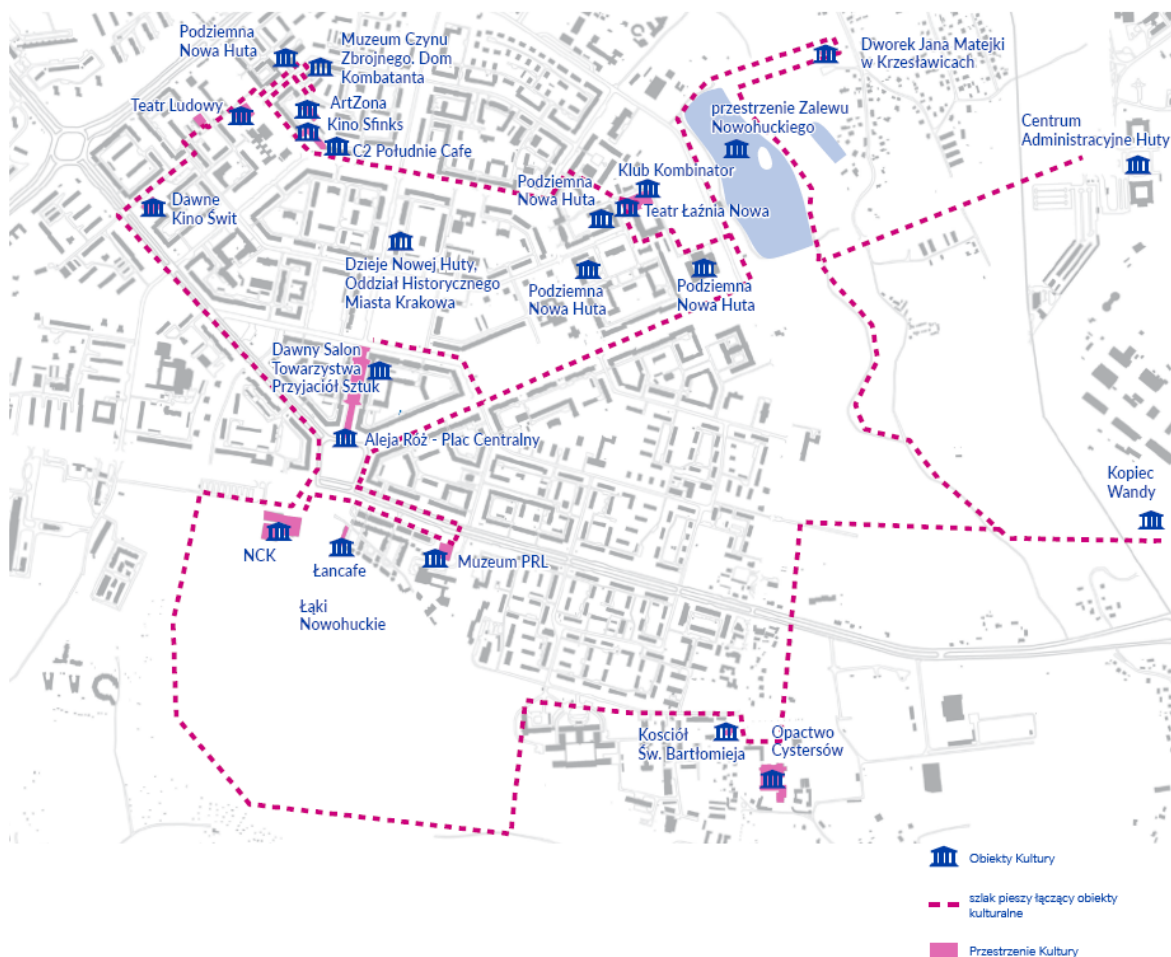 Podziemna
Nowa Huta
Muzeum Czynu
Zbrojnego. Dom
Kombatanta
Dworek Jana Matejki
w Krzesławicach
Teatr Ludowy
ArtZona
Kino Sfinks
C2 Południe Cafe
przestrzenie Zalewu
Nowohuckiego
Centrum
Administracyjne Huty
Klub Kombinator
Podziemna
Nowa Huta
Teatr Łaźnia Nowa
Dawne
Kino Świt
Dzieje Nowej Huty,
Oddział Historycznego
Miasta Krakowa
Podziemna
Nowa Huta
Podziemna
Nowa Huta
Dawny Salon
Towarzystwa
Przyjaciół Sztuk
Aleja Róż - Plac Centralny
Kopiec
Wandy
NCK
Łancafe
Muzeum PRL
Łąki
Nowohuckie
Kosciół
Św. Bartłomieja
Opactwo
Cystersów
Obiekty Kultury
szlak pieszy łączący obiekty
kulturalne
Przestrzenie Kultury